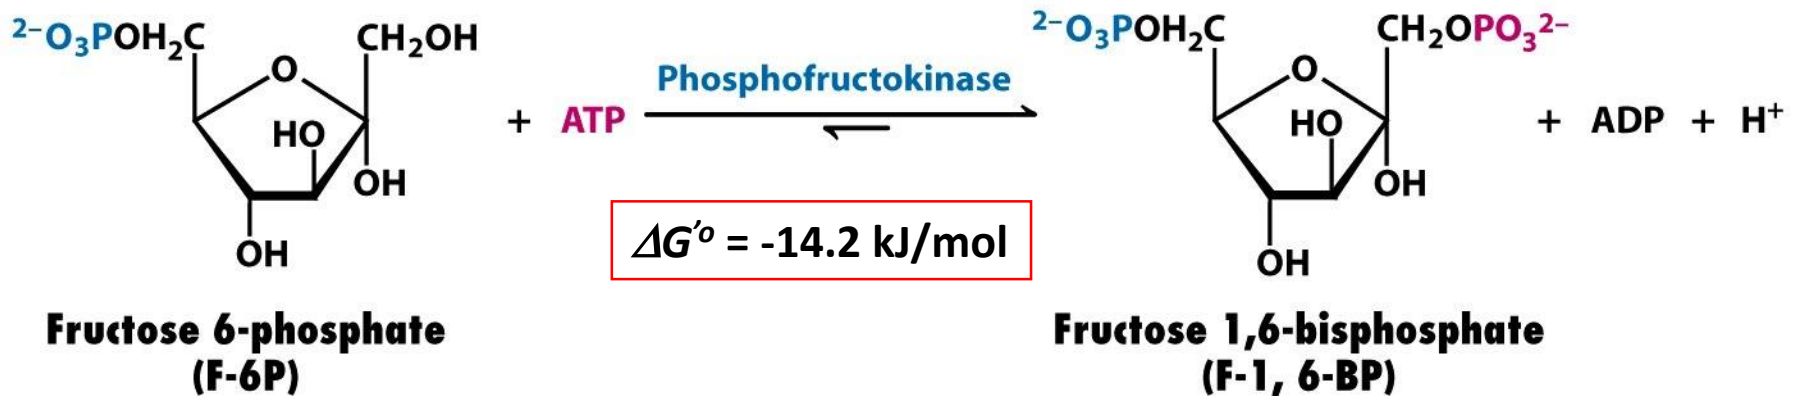 ²⁻O₃POH₂C
CH₂OH
O
HO
OH
OH
Fructose 6-phosphate
(F-6P)
+ ATP
Phosphofructokinase
ΔG′º = -14.2 kJ/mol
²⁻O₃POH₂C
CH₂OPO₃²⁻
O
HO
OH
OH
Fructose 1,6-bisphosphate
(F-1, 6-BP)
+ ADP + H⁺